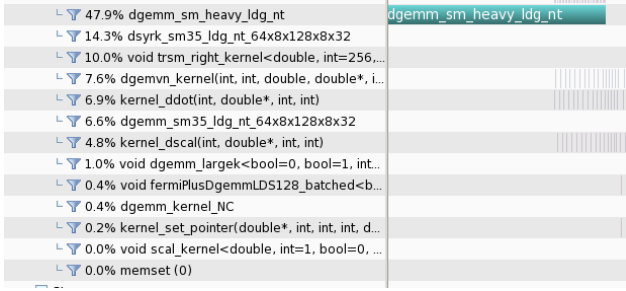 47.9% dgemm_sm_heavy_ldg_nt
dgemm_sm_heavy_ldg_nt
14.3% dsyrk_sm35_ldg_nt_64x8x128x8x32
10.0% void trsm_right_kernel<double, int=256,...
7.6% dgemvn_kernel(int, int, double, double*, i...
6.9% kernel_ddot(int, double*, int, int)
6.6% dgemm_sm35_ldg_nt_64x8x128x8x32
4.8% kernel_dscal(int, double*, int, int)
1.0% void dgemm_largek<bool=0, bool=1, int...
0.4% void fermiPlusDgemmLDS128_batched<b...
0.4% dgemm_kernel_NC
0.2% kernel_set_pointer(double*, int, int, int, d...
0.0% void scal_kernel<double, int=1, bool=0, ...
0.0% memset (0)